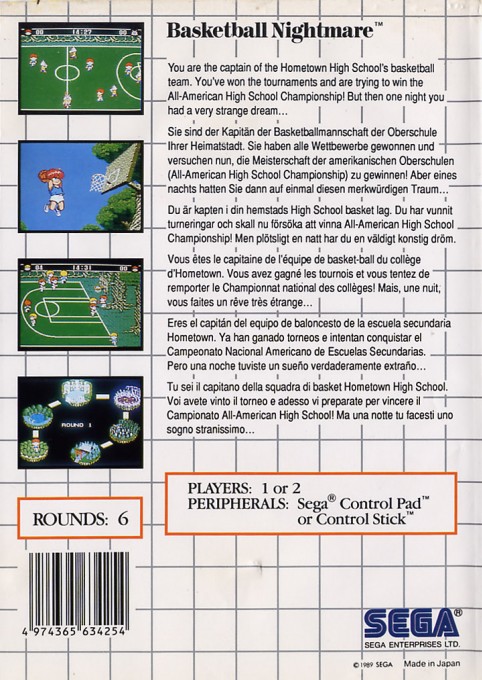 Basketball Nightmare™
You are the captain of the Hometown High School's basketball
team. You've won the tournaments and are trying to win the
All-American High School Championship! But then one night you
had a very strange dream...
Sie sind der Kapitän der Basketballmannschaft der Oberschule
Ihrer Heimatstadt. Sie haben alle Wettbewerbe gewonnen und
versuchen nun, die Meisterschaft der amerikanischen Oberschulen
(All-American High School Championship) zu gewinnen! Aber eines
nachts hatten Sie dann auf einmal diesen merkwürdigen Traum...
Du är kapten i din hemstads High School basket lag. Du har vunnit
turneringar och skall nu försöka att vinna All-American High School
Championship! Men plötsligt en natt har du en väldigt konstig dröm.
Vous êtes le capitaine de l'équipe de basket-ball du collège
d'Hometown. Vous avez gagné les tournois et vous tentez de
remporter le Championnat national des collèges! Mais, une nuit,
vous faites un rêve très étrange...
Eres el capitán del equipo de baloncesto de la escuela secundaria
Hometown. Ya han ganado torneos e intentan conquistar el
Campeonato Nacional Americano de Escuelas Secundarias.
Pero una noche tuviste un sueño verdaderamente extraño...
Tu sei il capitano della squadra di basket Hometown High School.
Voi avete vinto il torneo e adesso vi preparate per vincere il
Campionato All-American High School! Ma una notte tu facesti uno
sogno stranissimo...
00 14:27 00
04 14:31 00
ROUND 1
PLAYERS: 1 or 2
PERIPHERALS: Sega® Control Pad™
or Control Stick™
ROUNDS: 6
4 974365 634254
SEGA®
SEGA ENTERPRISES LTD.
© 1989 SEGA Made in Japan